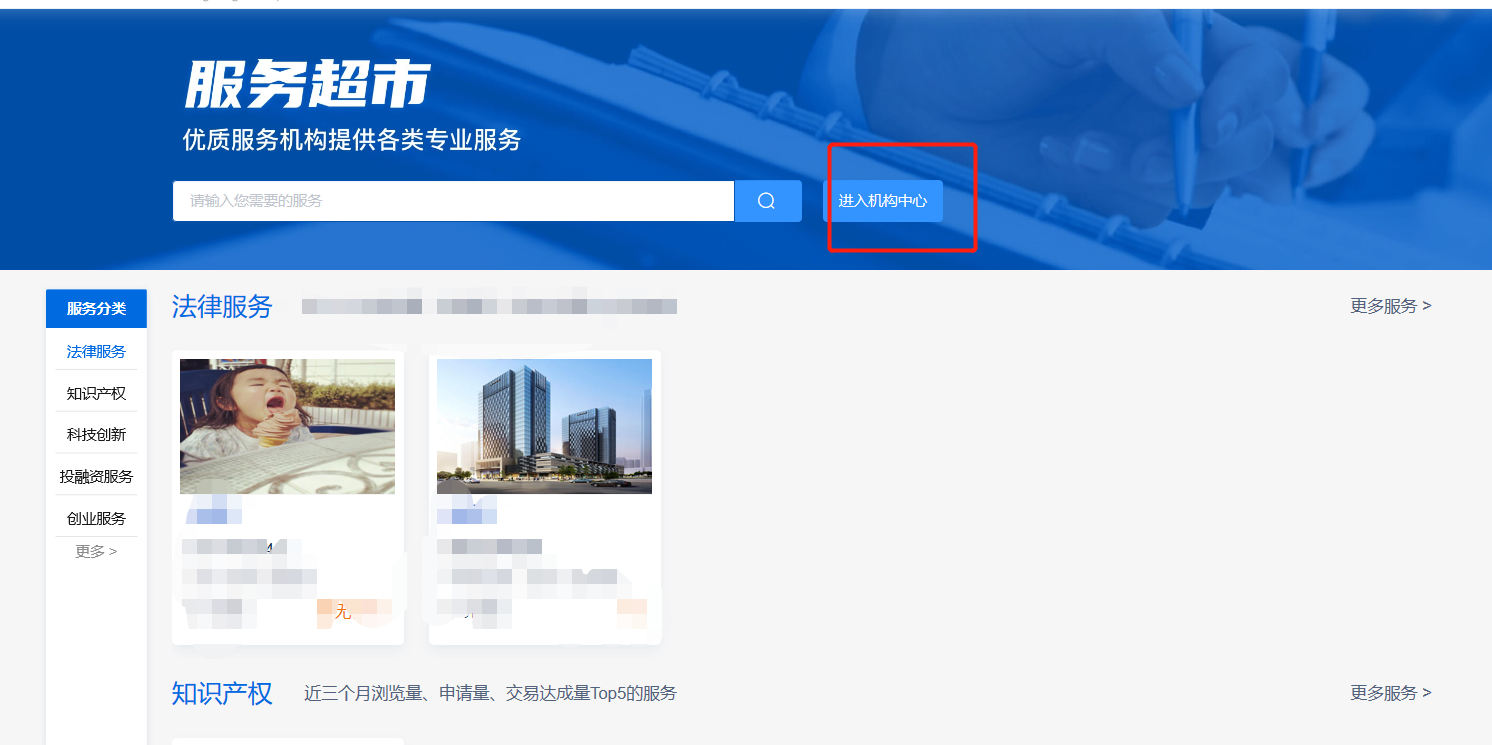 服务超市
优质服务机构提供各类专业服务
请输入您需要的服务
进入机构中心
服务分类
法律服务
知识产权
科技创新
投融资服务
创业服务
更多 >
法律服务
更多服务 >
无
知识产权 近三个月浏览量、申请量、交易达成量Top5的服务
更多服务 >